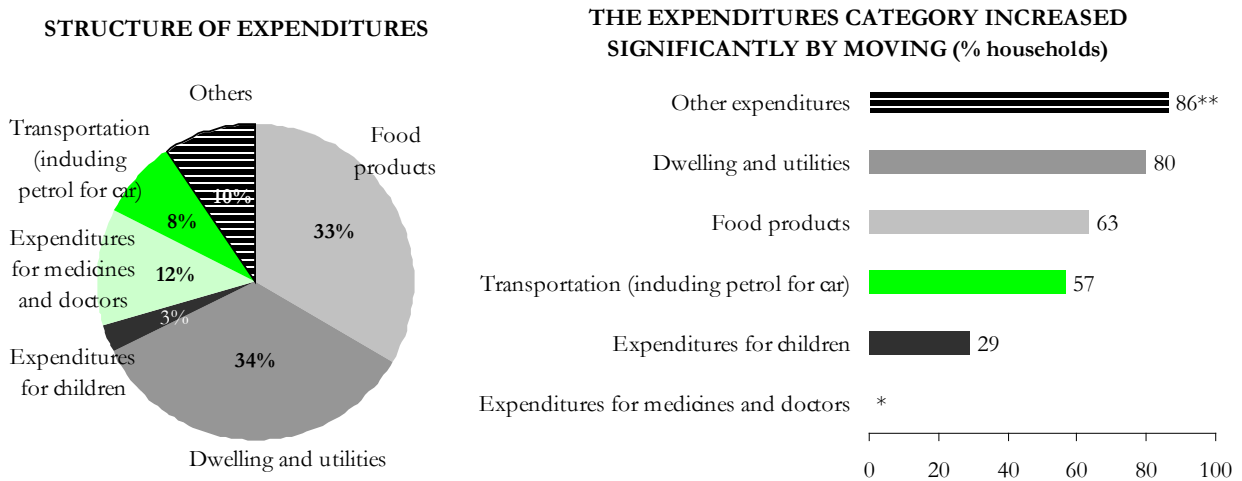 STRUCTURE OF EXPENDITURES
Others
Transportation
(including
petrol for car)
Food
products
10%
8%
33%
Expenditures
for medicines
and doctors
12%
3%
Expenditures
for children
34%
Dwelling and utilities
THE EXPENDITURES CATEGORY INCREASED
SIGNIFICANTLY BY MOVING (% households)
Other expenditures 86**
Dwelling and utilities 80
Food products 63
Transportation (including petrol for car) 57
Expenditures for children 29
Expenditures for medicines and doctors *
0 20 40 60 80 100